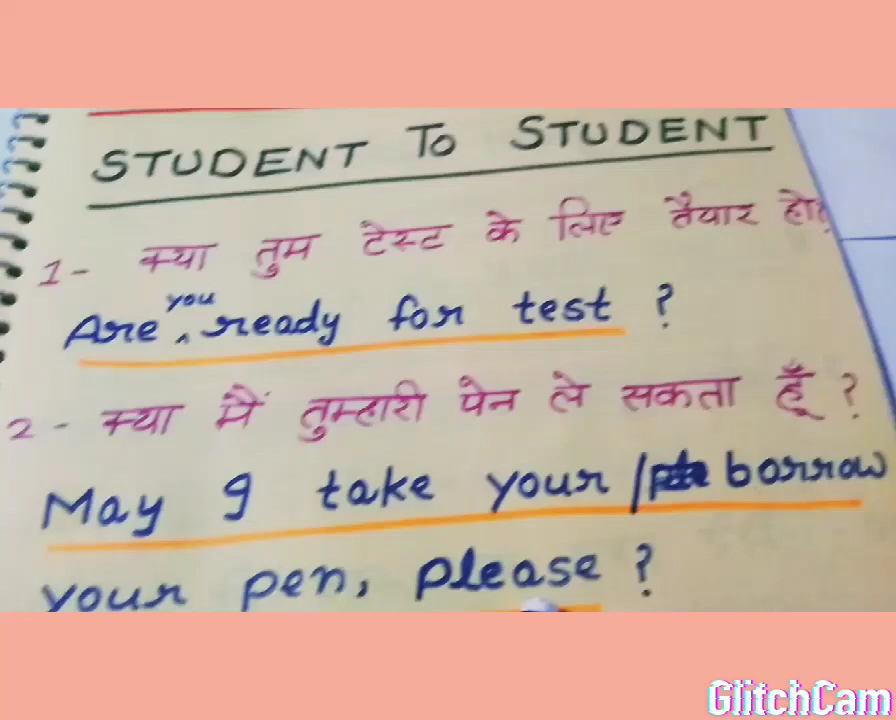 STUDENT TO STUDENT
1- क्या तुम टेस्ट के लिए तैयार हो?
Are you ready for test ?
2- क्या मैं तुम्हारी पेन ले सकता हूँ ?
May I take your / borrow
your pen, please ?
GlitchCam